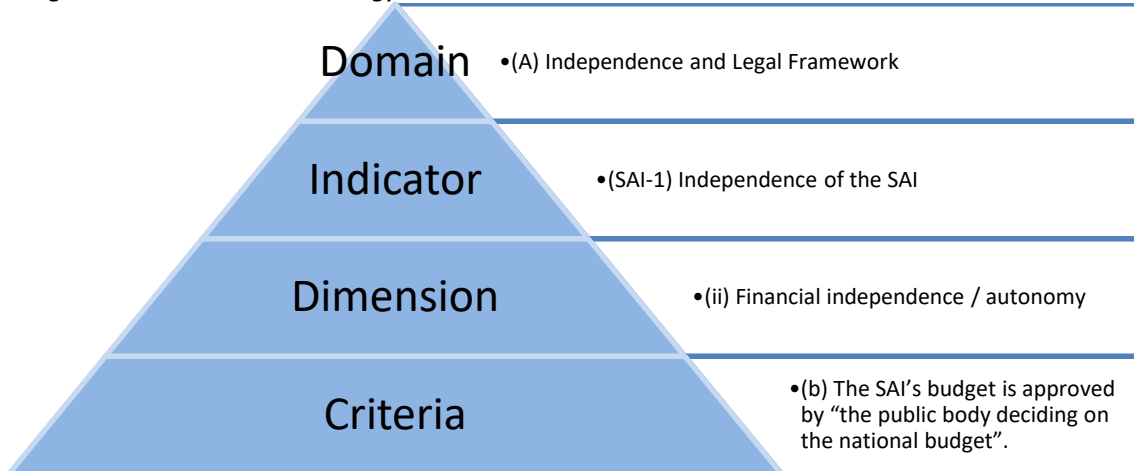 Domain
•(A) Independence and Legal Framework
Indicator
•(SAI-1) Independence of the SAI
Dimension
•(ii) Financial independence / autonomy
Criteria
•(b) The SAI’s budget is approved
by “the public body deciding on
the national budget”.